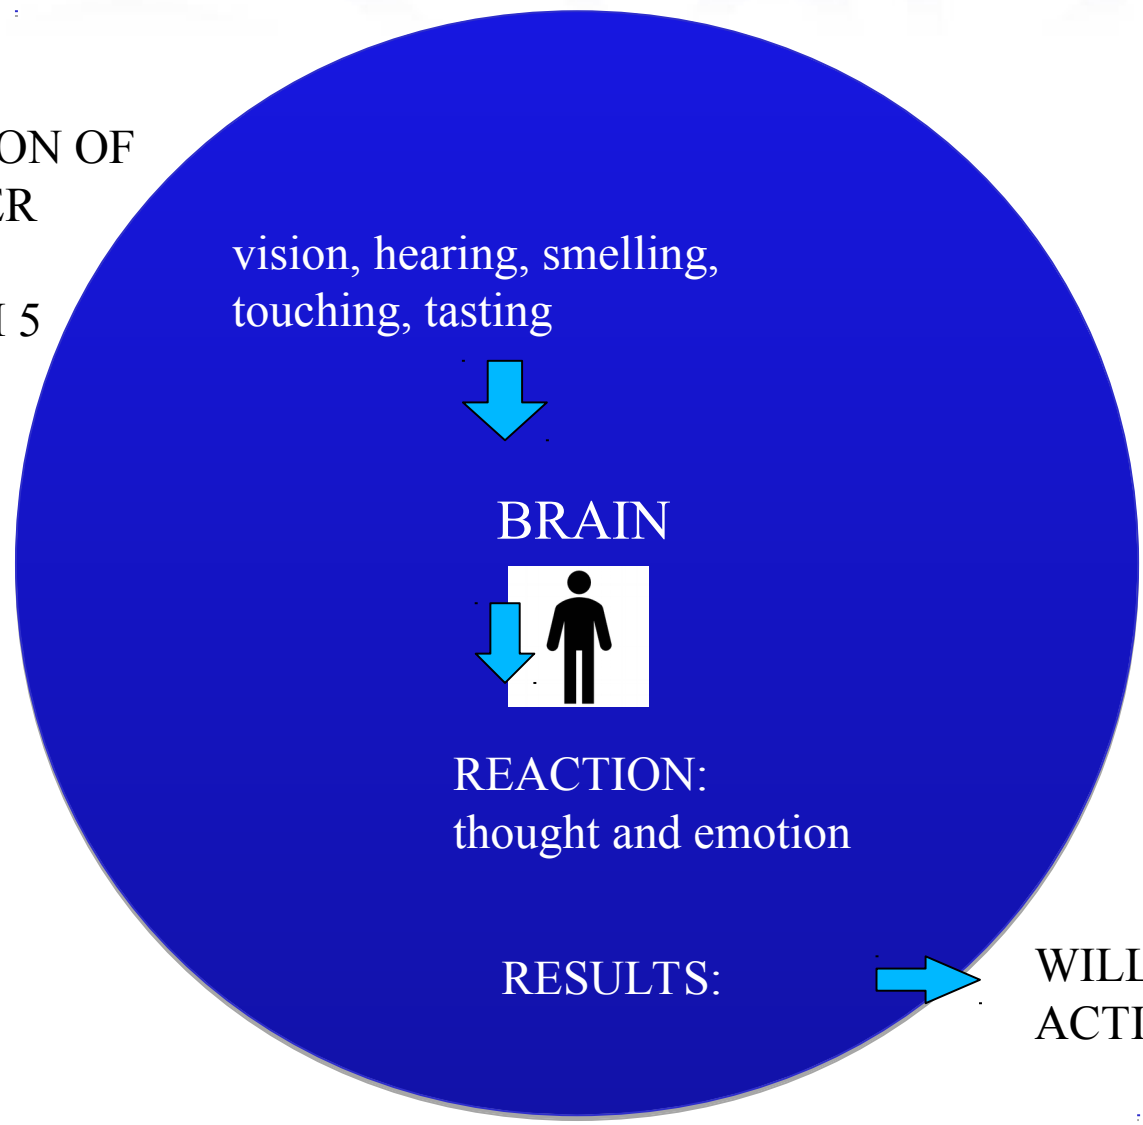 ON OF
ER
vision, hearing, smelling,
touching, tasting
5
BRAIN
REACTION:
thought and emotion
RESULTS:
WILL
ACTI